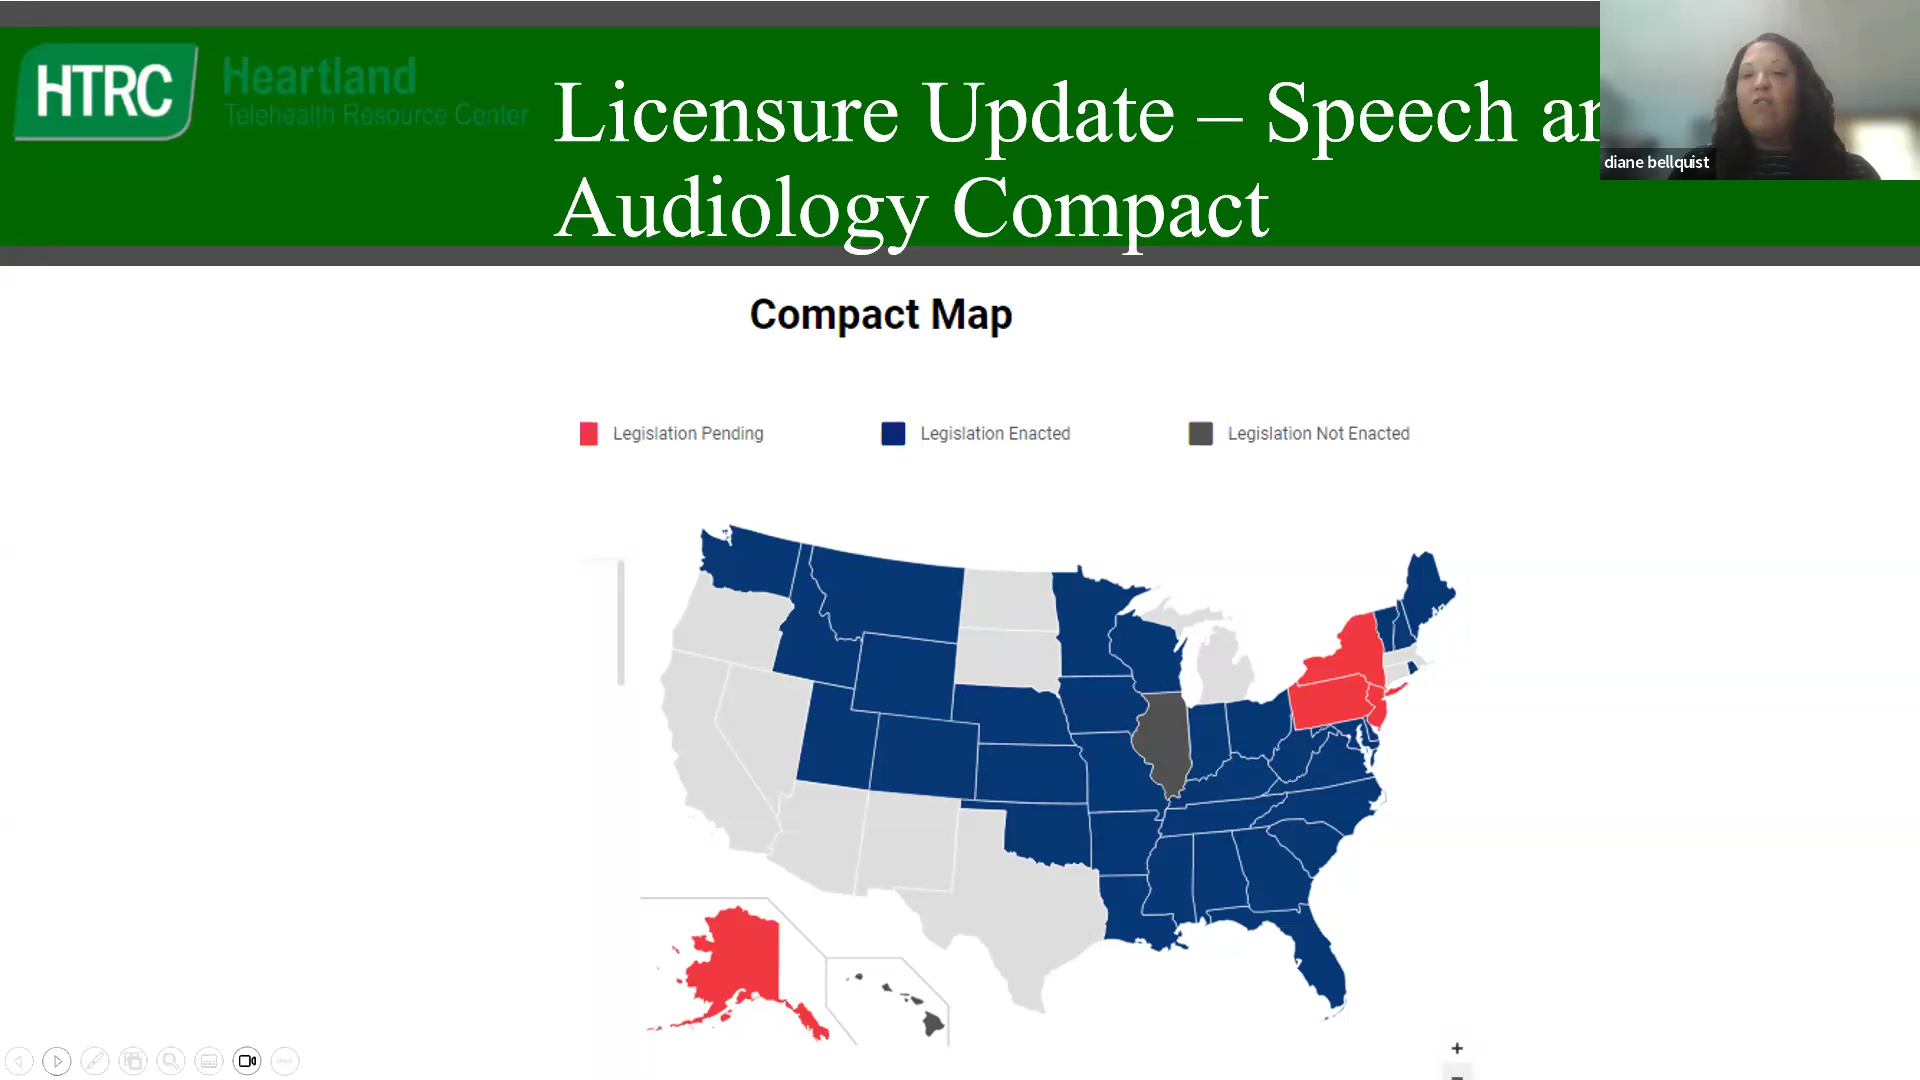 HTRC
Heartland
Telehealth Resource Center
Licensure Update – Speech
Audiology Compact
diane bellquist
Compact Map
Legislation Pending
Legislation Enacted
Legislation Not Enacted